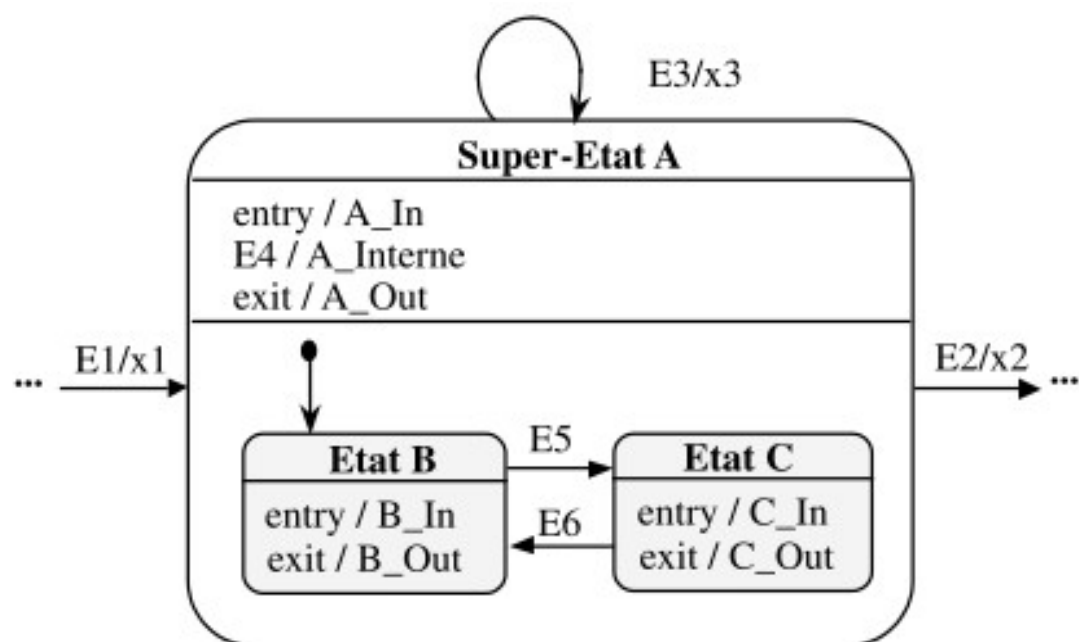 E3/x3
Super-Etat A
entry / A_In
E4 / A_Interne
exit / A_Out
... E1/x1
E2/x2 ...
Etat B
entry / B_In
exit / B_Out
E5
E6
Etat C
entry / C_In
exit / C_Out